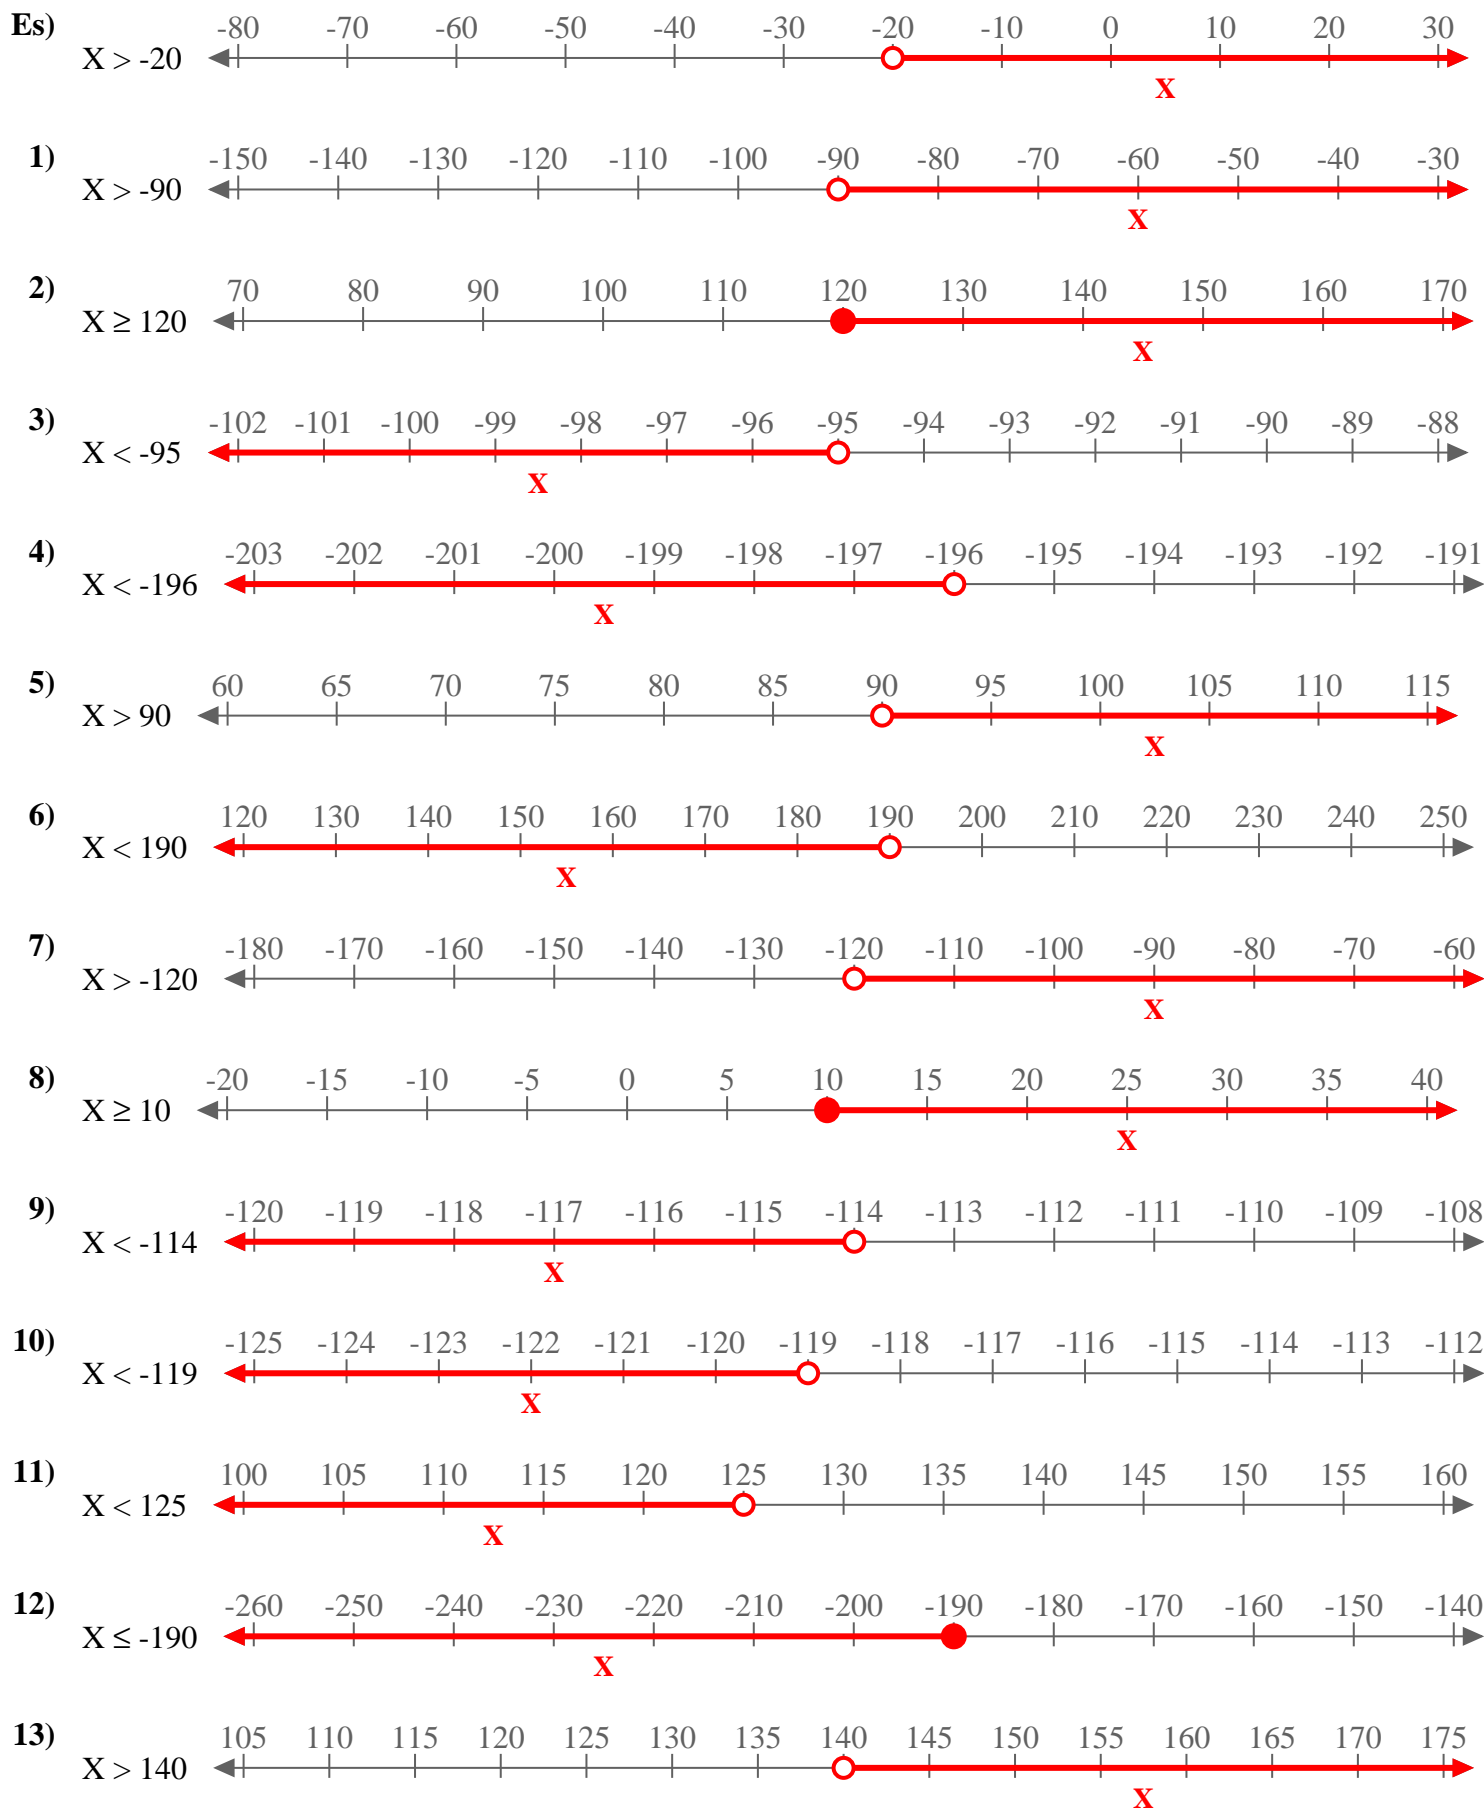 Es) -80 -70 -60 -50 -40 -30 -20 -10 0 10 20 30
X > -20
X
1) -150 -140 -130 -120 -110 -100 -90 -80 -70 -60 -50 -40 -30
X > -90
X
2) 70 80 90 100 110 120 130 140 150 160 170
X ≥ 120
X
3) -102 -101 -100 -99 -98 -97 -96 -95 -94 -93 -92 -91 -90 -89 -88
X < -95
X
4) -203 -202 -201 -200 -199 -198 -197 -196 -195 -194 -193 -192 -191
X < -196
X
5) 60 65 70 75 80 85 90 95 100 105 110 115
X > 90
X
6) 120 130 140 150 160 170 180 190 200 210 220 230 240 250
X < 190
X
7) -180 -170 -160 -150 -140 -130 -120 -110 -100 -90 -80 -70 -60
X > -120
X
8) -20 -15 -10 -5 0 5 10 15 20 25 30 35 40
X ≥ 10
X
9) -120 -119 -118 -117 -116 -115 -114 -113 -112 -111 -110 -109 -108
X < -114
X
10) -125 -124 -123 -122 -121 -120 -119 -118 -117 -116 -115 -114 -113 -112
X < -119
X
11) 100 105 110 115 120 125 130 135 140 145 150 155 160
X < 125
X
12) -260 -250 -240 -230 -220 -210 -200 -190 -180 -170 -160 -150 -140
X ≤ -190
X
13) 105 110 115 120 125 130 135 140 145 150 155 160 165 170 175
X > 140
X